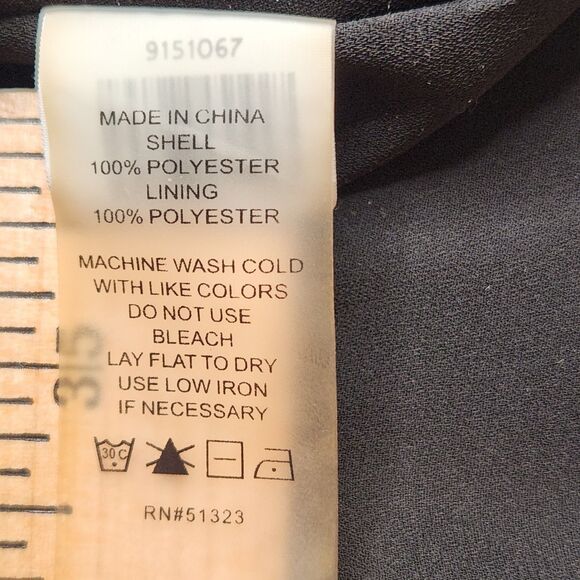 9151067
MADE IN CHINA
SHELL
100% POLYESTER
LINING
100% POLYESTER
MACHINE WASH COLD
WITH LIKE COLORS
DO NOT USE
BLEACH
LAY FLAT TO DRY
USE LOW IRON
IF NECESSARY
30 C
RN#51323
35